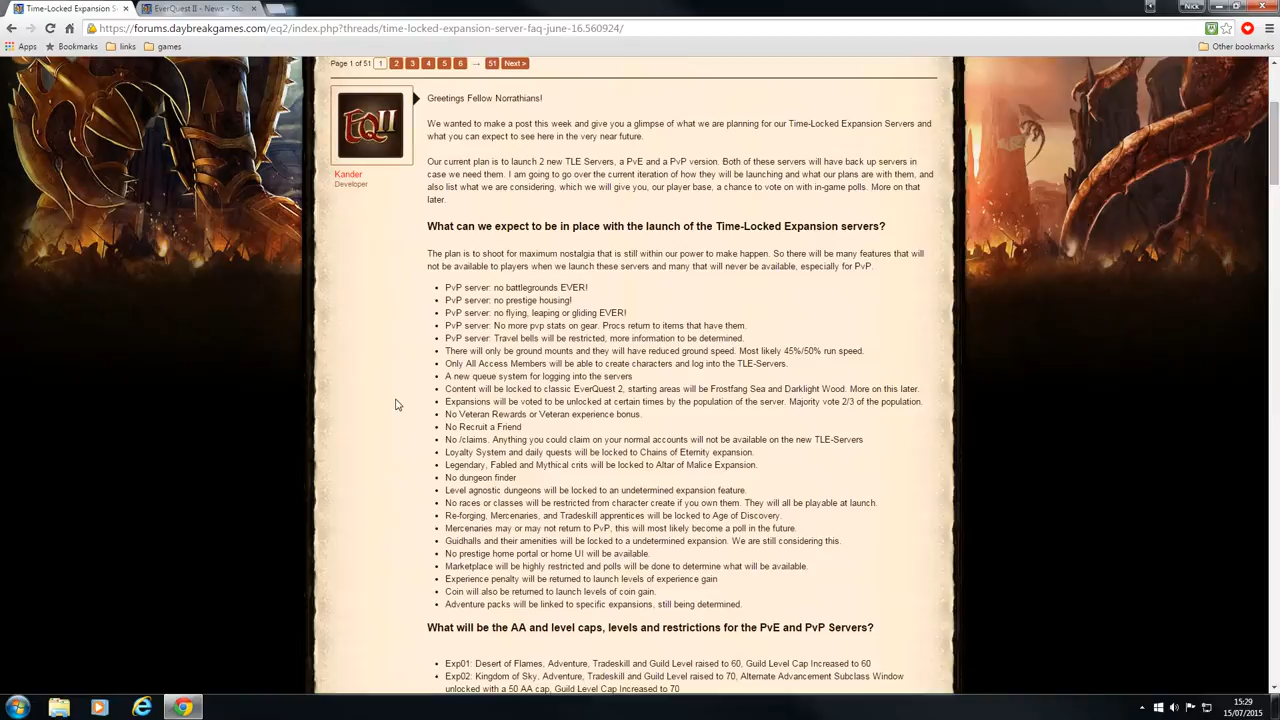 Time-Locked Expansion S
EverQuest II - News - Sto
Nick
https://forums.daybreakgames.com/eq2/index.php?threads/time-locked-expansion-server-faq-june-16.560924/
Apps Bookmarks links games Other bookmarks
Page 1 of 51 1 2 3 4 5 6 → 51 Next >
EQII
Kander
Developer
Greetings Fellow Norrathians!
We wanted to make a post this week and give you a glimpse of what we are planning for our Time-Locked Expansion Servers and
what you can expect to see here in the very near future.
Our current plan is to launch 2 new TLE Servers, a PvE and a PvP version. Both of these servers will have back up servers in
case we need them. I am going to go over the current iteration of how they will be launching and what our plans are with them, and
also list what we are considering, which we will give you, our player base, a chance to vote on with in-game polls. More on that
later.
What can we expect to be in place with the launch of the Time-Locked Expansion servers?
The plan is to shoot for maximum nostalgia that is still within our power to make happen. So there will be many features that will
not be available to players when we launch these servers and many that will never be available, especially for PvP.
• PvP server: no battlegrounds EVER!
• PvP server: no prestige housing!
• PvP server: no flying, leaping or gliding EVER!
• PvP server: No more pvp stats on gear. Procs return to items that have them.
• PvP server: Travel bells will be restricted, more information to be determined.
• There will only be ground mounts and they will have reduced ground speed. Most likely 45%/50% run speed.
• Only All Access Members will be able to create characters and log into the TLE-Servers.
• A new queue system for logging into the servers
• Content will be locked to classic EverQuest 2, starting areas will be Frostfang Sea and Darklight Wood. More on this later.
• Expansions will be voted to be unlocked at certain times by the population of the server. Majority vote 2/3 of the population.
• No Veteran Rewards or Veteran experience bonus.
• No Recruit a Friend
• No /claims. Anything you could claim on your normal accounts will not be available on the new TLE-Servers
• Loyalty System and daily quests will be locked to Chains of Eternity expansion.
• Legendary, Fabled and Mythical crits will be locked to Altar of Malice Expansion.
• No dungeon finder
• Level agnostic dungeons will be locked to an undetermined expansion feature.
• No races or classes will be restricted from character create if you own them. They will all be playable at launch.
• Re-forging, Mercenaries, and Tradeskill apprentices will be locked to Age of Discovery.
• Mercenaries may or may not return to PvP, this will most likely become a poll in the future.
• Guidhalls and their amenities will be locked to a undetermined expansion. We are still considering this.
• No prestige home portal or home UI will be available.
• Marketplace will be highly restricted and polls will be done to determine what will be available.
• Experience penalty will be returned to launch levels of experience gain
• Coin will also be returned to launch levels of coin gain.
• Adventure packs will be linked to specific expansions, still being determined.
What will be the AA and level caps, levels and restrictions for the PvE and PvP Servers?
• Exp01: Desert of Flames, Adventure, Tradeskill and Guild Level raised to 60, Guild Level Cap Increased to 60
• Exp02: Kingdom of Sky, Adventure, Tradeskill and Guild Level raised to 70, Alternate Advancement Subclass Window
unlocked with a 50 AA cap, Guild Level Cap Increased to 70
15:29
15/07/2015